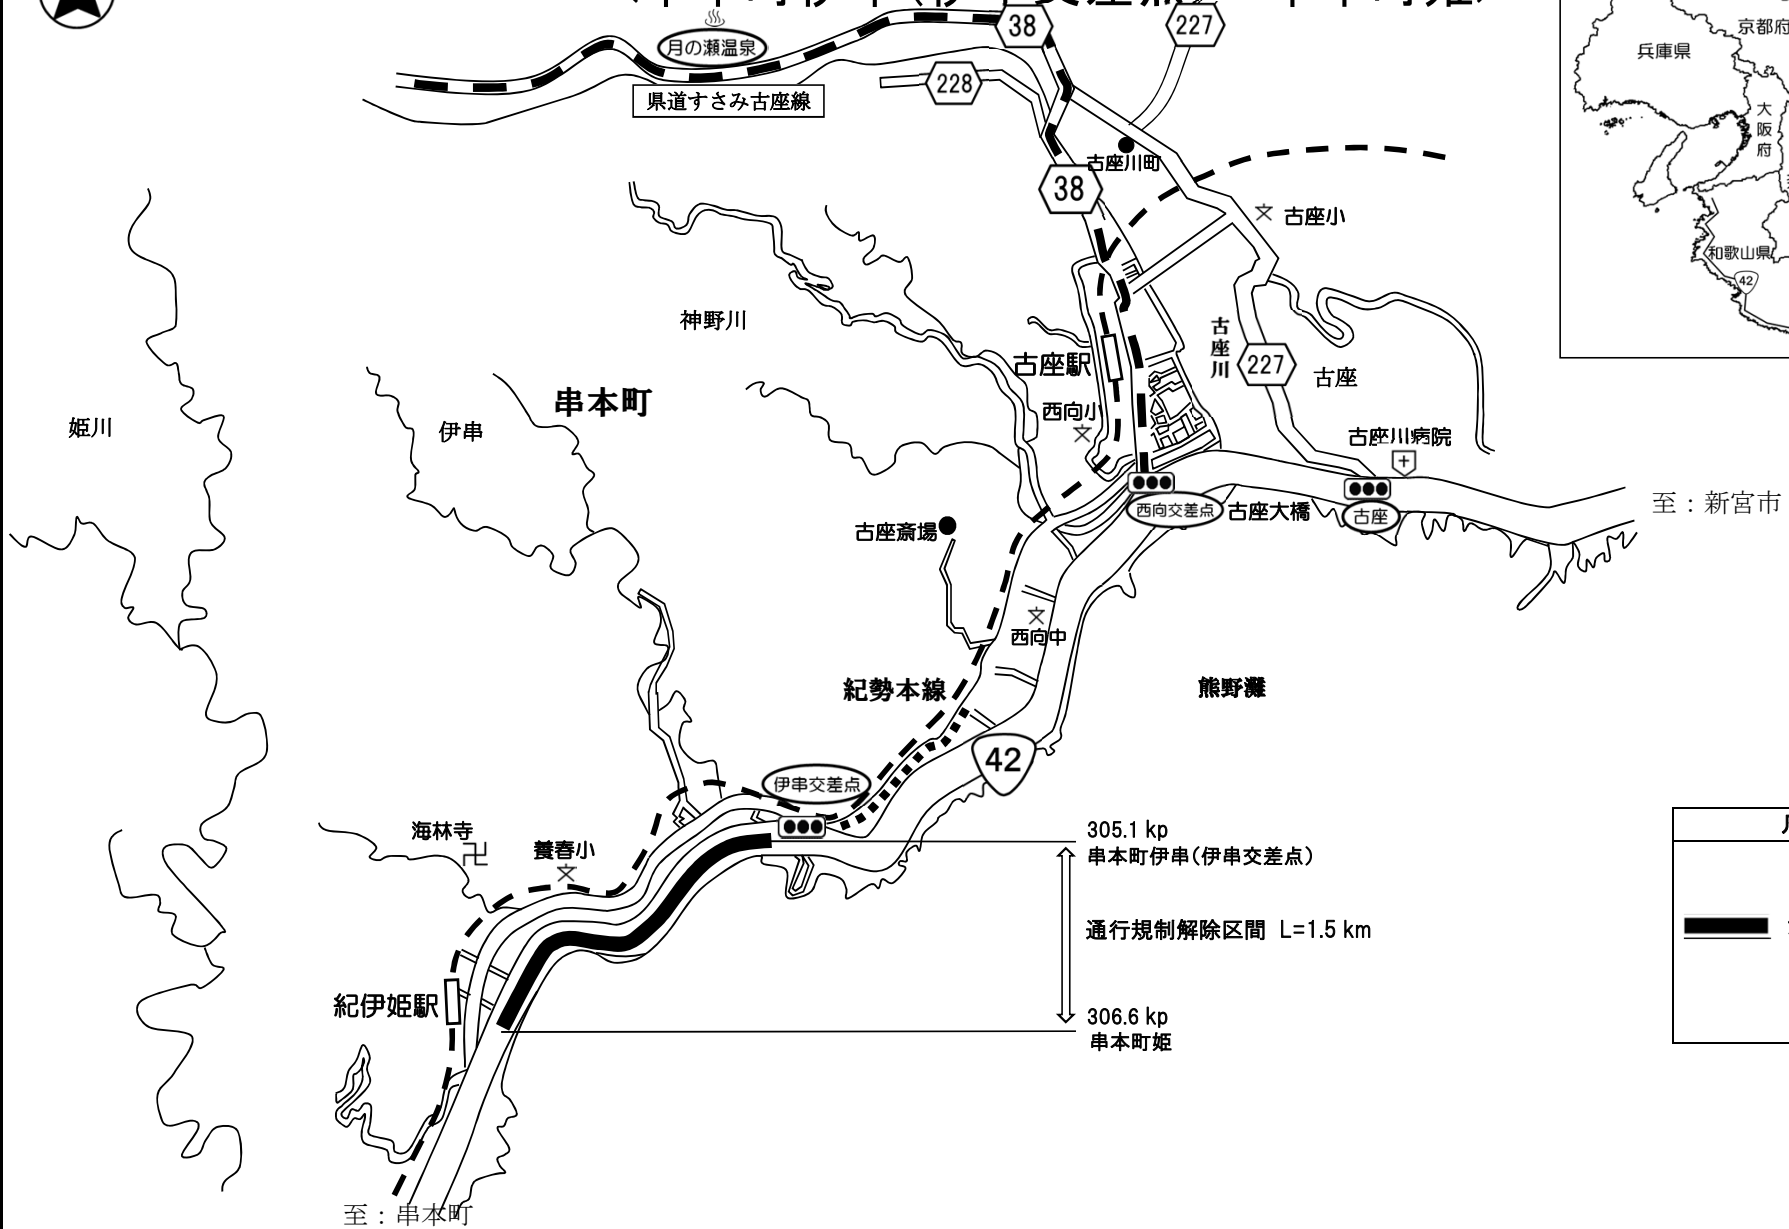 38
227
月の瀬温泉
228
県道すさみ古座線
京都府
兵庫県
大阪府
和歌山県
42
古座川町
38
古座小
神野川
古座川
古座駅
227
古座
串本町
西向小
姫川
伊串
古座川病院
西向交差点
古座大橋
古座
至：新宮市
古座斎場
西向中
紀勢本線
熊野灘
42
伊串交差点
海林寺
養春小
305.1 kp
串本町伊串(伊串交差点)
通行規制解除区間 L=1.5 km
紀伊姫駅
306.6 kp
串本町姫
至：串本町